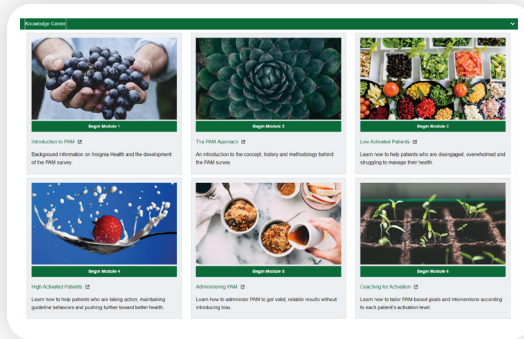 Knowledge Center
Begin Module 1
Begin Module 2
Begin Module 3
Introduction to PAM
The PAM Approach
Low Activated Patients
Background information on Insignia Health and the development
of the PAM survey
An introduction to the concept, history and methodology behind
the PAM survey
Learn how to help patients who are disengaged, overwhelmed and
struggling to manage their health
Begin Module 4
Begin Module 5
Begin Module 6
High Activated Patients
Administering PAM
Coaching for Activation
Learn how to help patients who are taking action, maintaining
guideline behaviors and pushing further toward better health
Learn how to administer PAM to get valid, reliable results without
introducing bias.
Learn how to tailor PAM-based goals and interventions according
to each patient's activation level